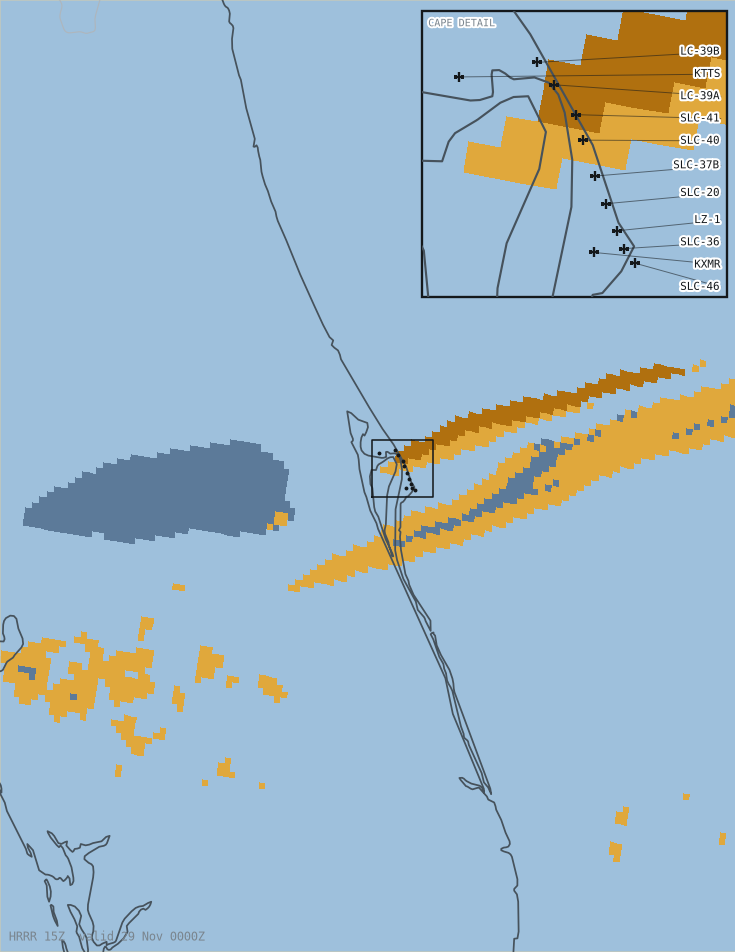 CAPE DETAIL
LC-39B
KTTS
LC-39A
SLC-41
SLC-40
SLC-37B
SLC-20
LZ-1
SLC-36
KXMR
SLC-46
HRRR 15Z valid 29 Nov 0000Z